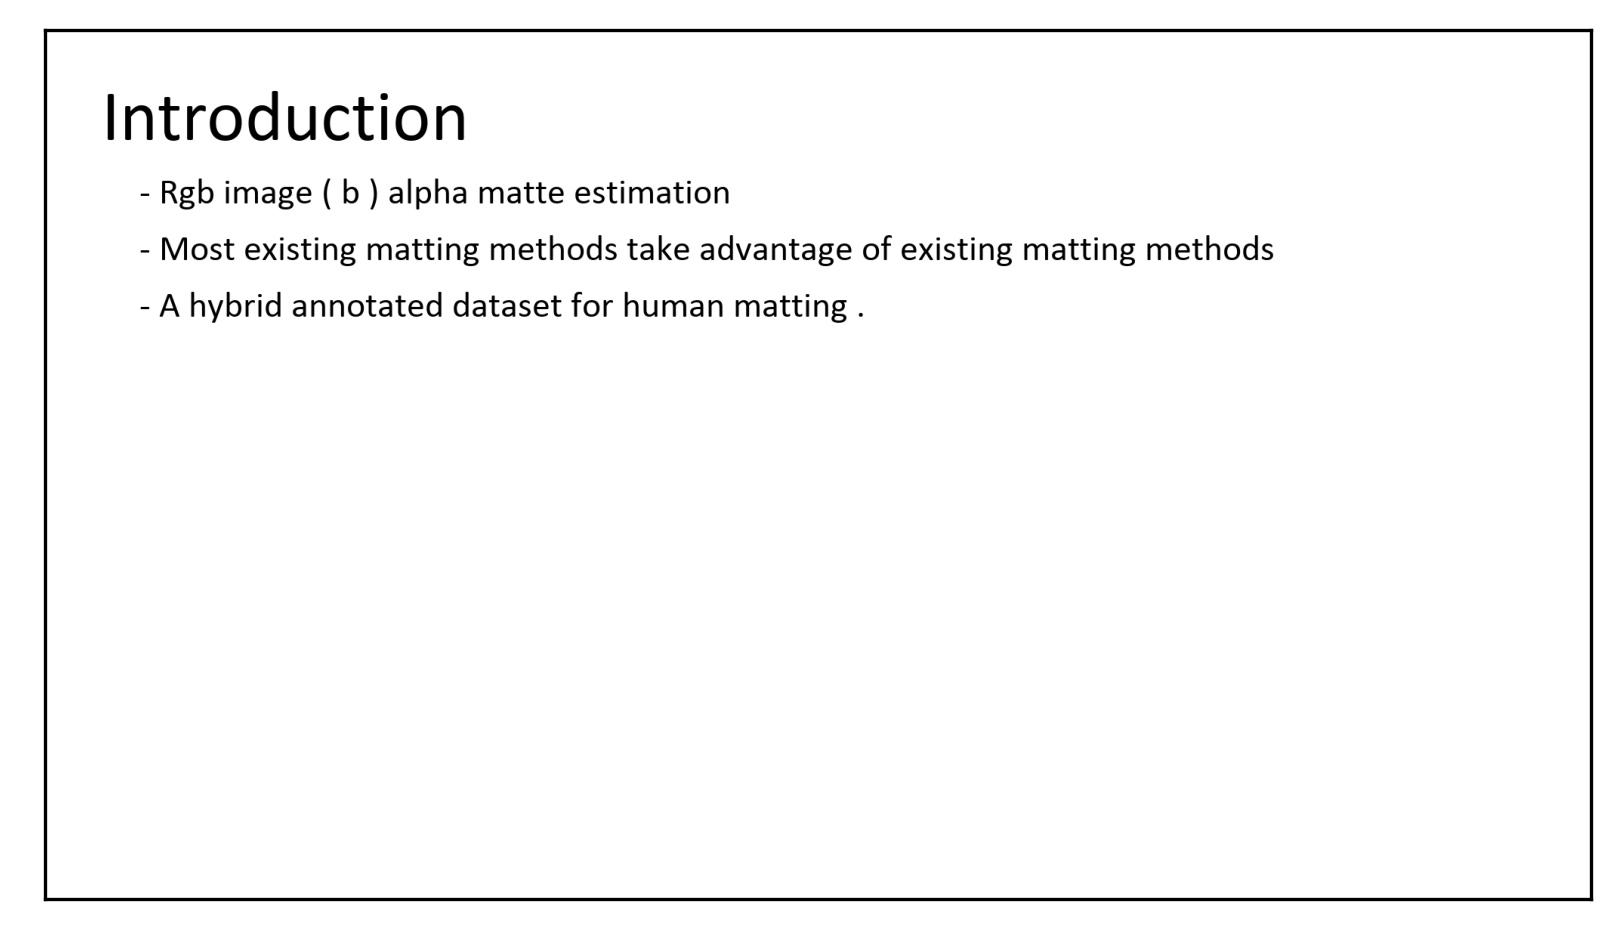 Introduction
- Rgb image ( b ) alpha matte estimation
- Most existing matting methods take advantage of existing matting methods
- A hybrid annotated dataset for human matting .